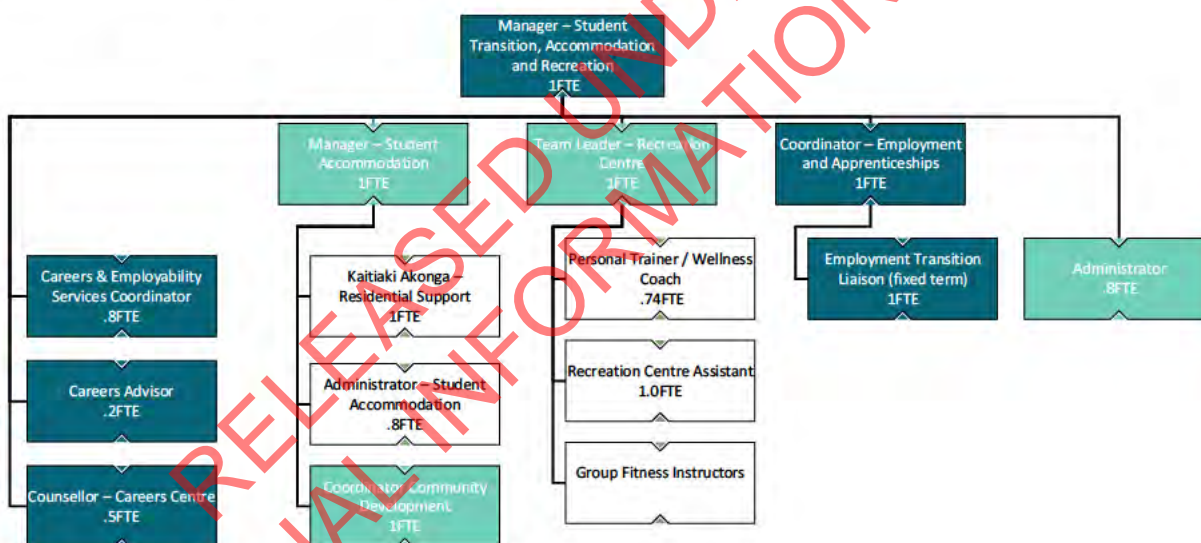 Manager – Student
Transition, Accommodation
and Recreation
1FTE
Manager – Student
Accommodation
1FTE
Team Leader – Recreation
Centre
1FTE
Coordinator – Employment
and Apprenticeships
1FTE
Careers & Employability
Services Coordinator
.8FTE
Kaitiaki Akonga –
Residential Support
1FTE
Personal Trainer / Wellness
Coach
.74FTE
Employment Transition
Liaison (fixed term)
1FTE
Administrator
.8FTE
Careers Advisor
.2FTE
Administrator – Student
Accommodation
.8FTE
Recreation Centre Assistant
1.0FTE
Counsellor – Careers Centre
.5FTE
Coordinator Community
Development
1FTE
Group Fitness Instructors
RELEASED UND
INFORMATION